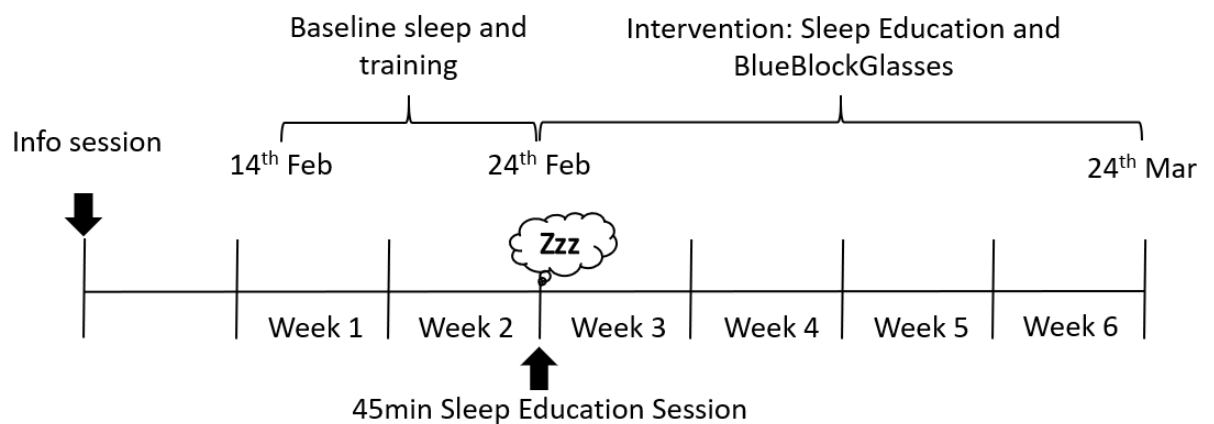 Baseline sleep and
training
Intervention: Sleep Education and
BlueBlockGlasses
Info session
14th Feb
24th Feb
24th Mar
Zzz
Week 1
Week 2
Week 3
Week 4
Week 5
Week 6
45min Sleep Education Session